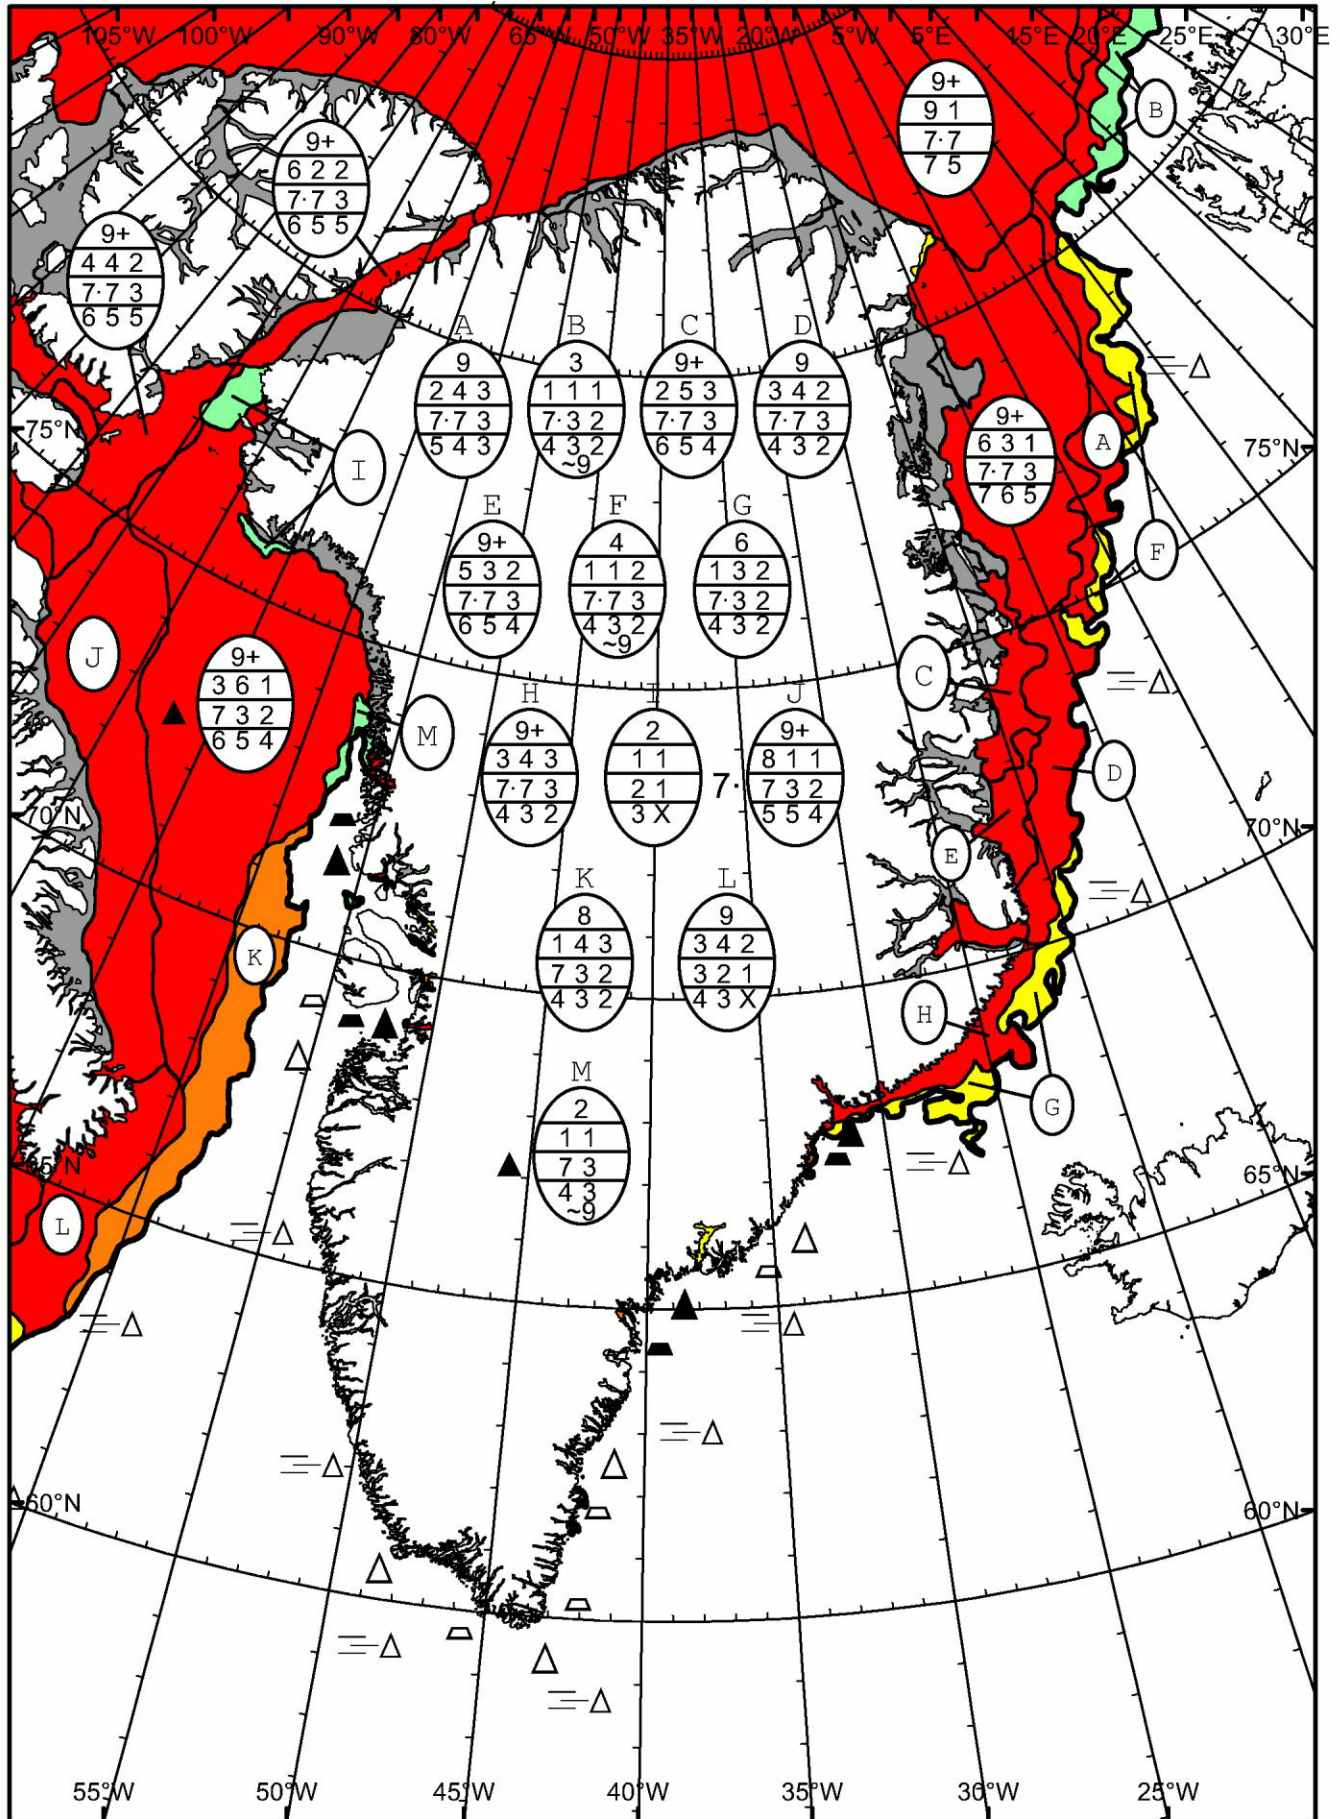 105°W 100°W 90°W 80°W 65°W 50°W 35°W 20°W 5°W 5°E 15°E 20°E 25°E 30°E
9+
9 1
7· 7
7 5
B
9+
6 2 2
7· 7 3
6 5 5
9+
4 4 2
7· 7 3
6 5 5
A B C D
9 3 9+ 9
2 4 3 1 1 1 2 5 3 3 4 2
7· 7 3 7· 3 2 7· 7 3 7· 7 3
5 4 3 4 3 2 6 5 4 4 3 2
~9
75°N
I
9+
6 3 1
7· 7 3
7 6 5
A
75°N
E F G
9+ 4 6
5 3 2 1 1 2 1 3 2
7· 7 3 7· 7 3 7· 3 2
6 5 4 4 3 2 4 3 2
~9
F
J
9+
3 6 1
7 3 2
6 5 4
C
M
H I J
9+ 2 9+
3 4 3 1 1 8 1 1
7· 7 3 2 1 7· 7 3 2
4 3 2 3 X 5 5 4
D
70°N
70°N
E
K L
8 9
1 4 3 3 4 2
7 3 2 3 2 1
4 3 2 4 3 X
K
H
M
2
1 1
7 3
4 3
~9
G
65°N
L
60°N
60°N
55°W 50°W 45°W 40°W 35°W 30°W 25°W